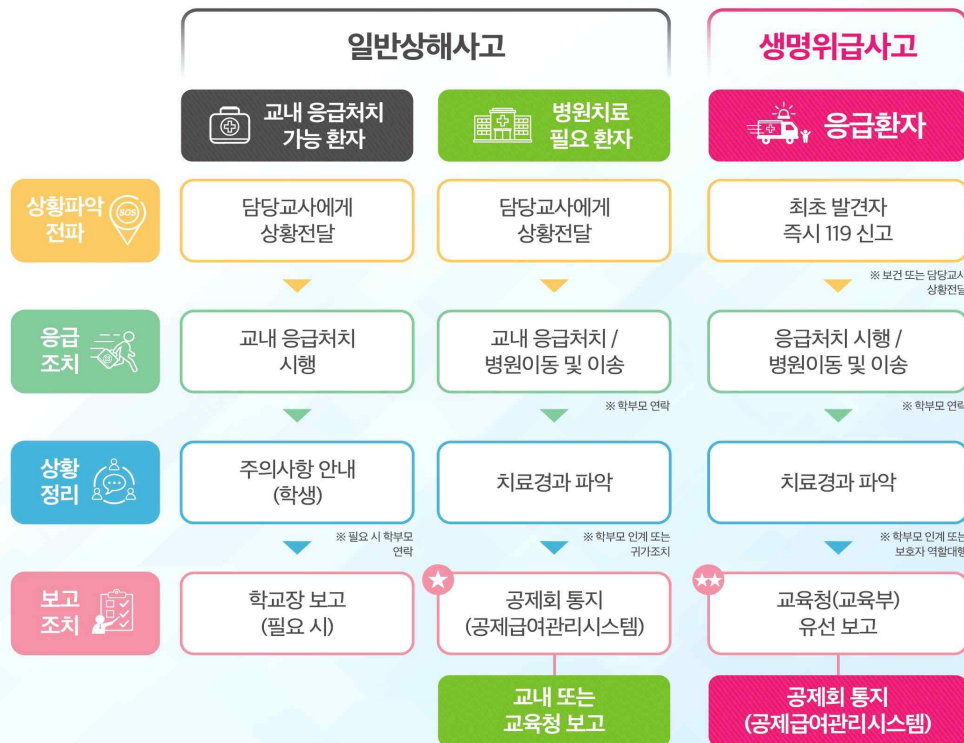 일반상해사고
생명위급사고
교내 응급처치
가능 환자
병원치료
필요 환자
응급환자
상황파악
전파
SOS
담당교사에게
상황전달
담당교사에게
상황전달
최초 발견자
즉시 119 신고
※ 보건 또는 담당교사
상황전달
응급
조치
교내 응급처치
시행
교내 응급처치 /
병원이동 및 이송
응급처치 시행 /
병원이동 및 이송
※ 학부모 연락
※ 학부모 연락
상황
정리
주의사항 안내
(학생)
치료경과 파악
치료경과 파악
※ 필요 시 학부모
연락
※ 학부모 인계 또는
귀가조치
※ 학부모 인계 또는
보호자 역할대행
보고
조치
학교장 보고
(필요 시)
공제회 통지
(공제급여관리시스템)
교육청(교육부)
유선 보고
교내 또는
교육청 보고
공제회 통지
(공제급여관리시스템)